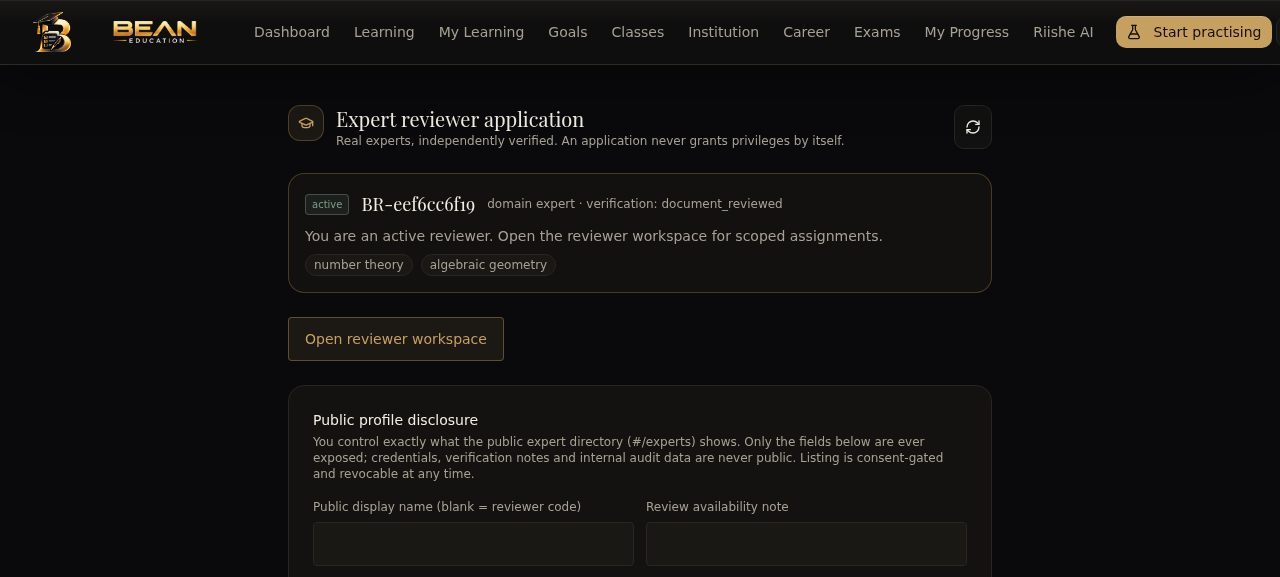 B
BEAN
EDUCATION
Dashboard
Learning
My Learning
Goals
Classes
Institution
Career
Exams
My Progress
Riishe AI
Start practising
Expert reviewer application
Real experts, independently verified. An application never grants privileges by itself.
active BR-eef6cc6f19 domain expert · verification: document_reviewed
You are an active reviewer. Open the reviewer workspace for scoped assignments.
number theory
algebraic geometry
Open reviewer workspace
Public profile disclosure
You control exactly what the public expert directory (#/experts) shows. Only the fields below are ever
exposed; credentials, verification notes and internal audit data are never public. Listing is consent-gated
and revocable at any time.
Public display name (blank = reviewer code)
Review availability note